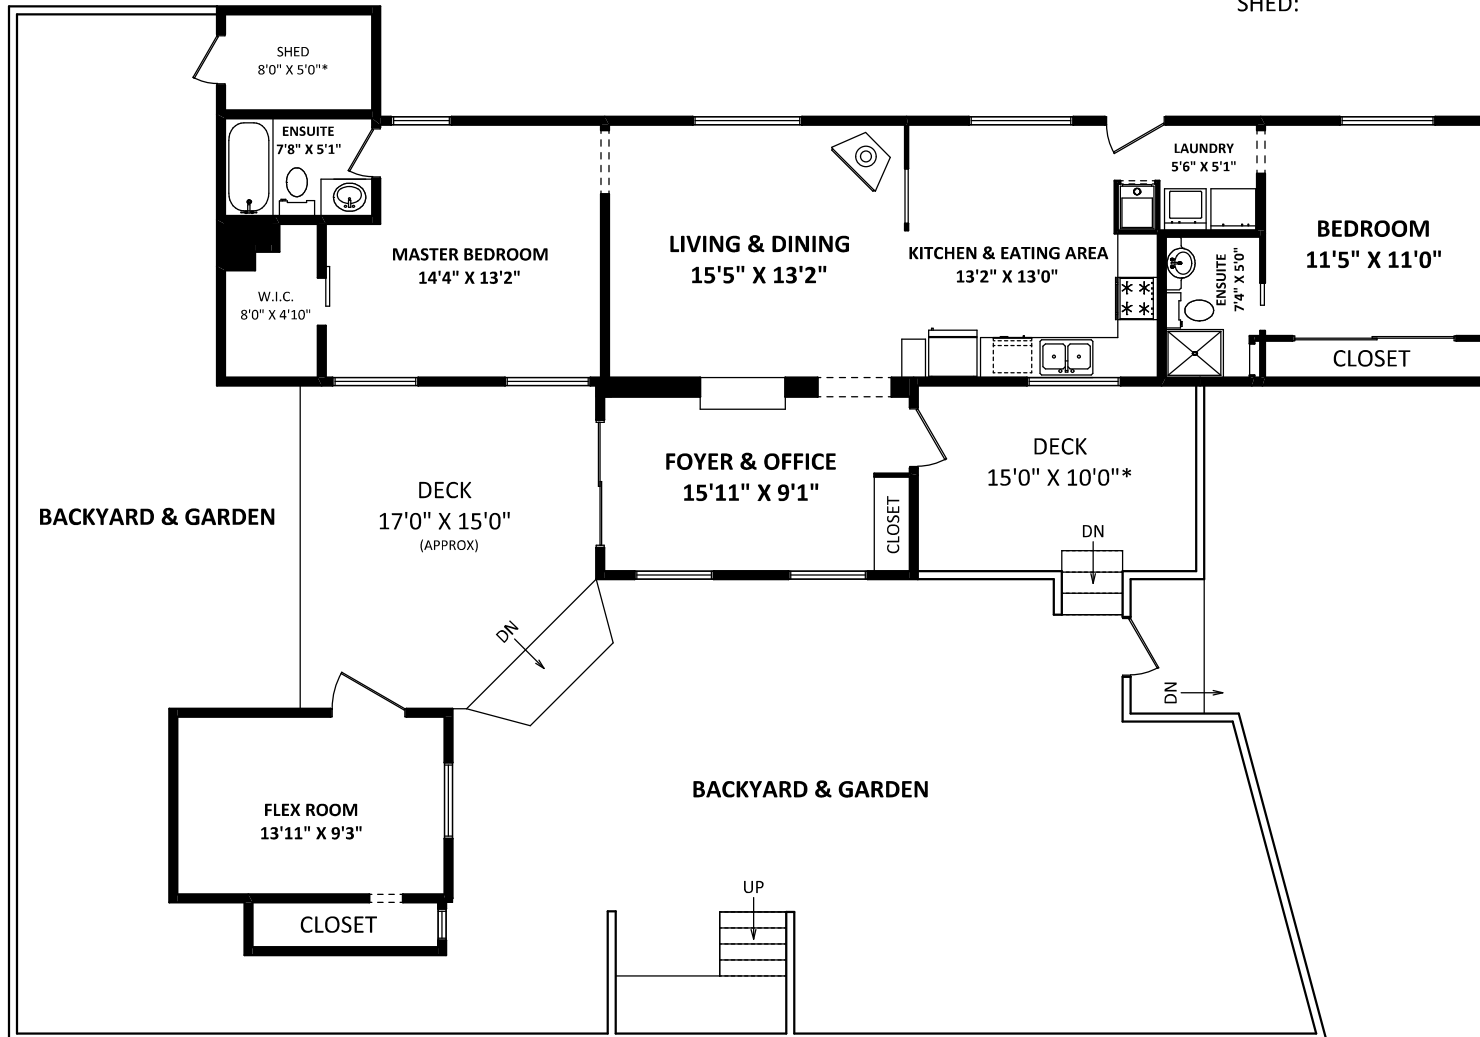 SHED:
SHED
8'0" X 5'0"*
ENSUITE
7'8" X 5'1"
LAUNDRY
5'6" X 5'1"
MASTER BEDROOM
14'4" X 13'2"
LIVING & DINING
15'5" X 13'2"
KITCHEN & EATING AREA
13'2" X 13'0"
ENSUITE
7'4" X 5'0"
BEDROOM
11'5" X 11'0"
W.I.C.
8'0" X 4'10"
CLOSET
FOYER & OFFICE
15'11" X 9'1"
CLOSET
DECK
15'0" X 10'0"*
DN
BACKYARD & GARDEN
DECK
17'0" X 15'0"
(APPROX)
DN
DN
BACKYARD & GARDEN
FLEX ROOM
13'11" X 9'3"
CLOSET
UP